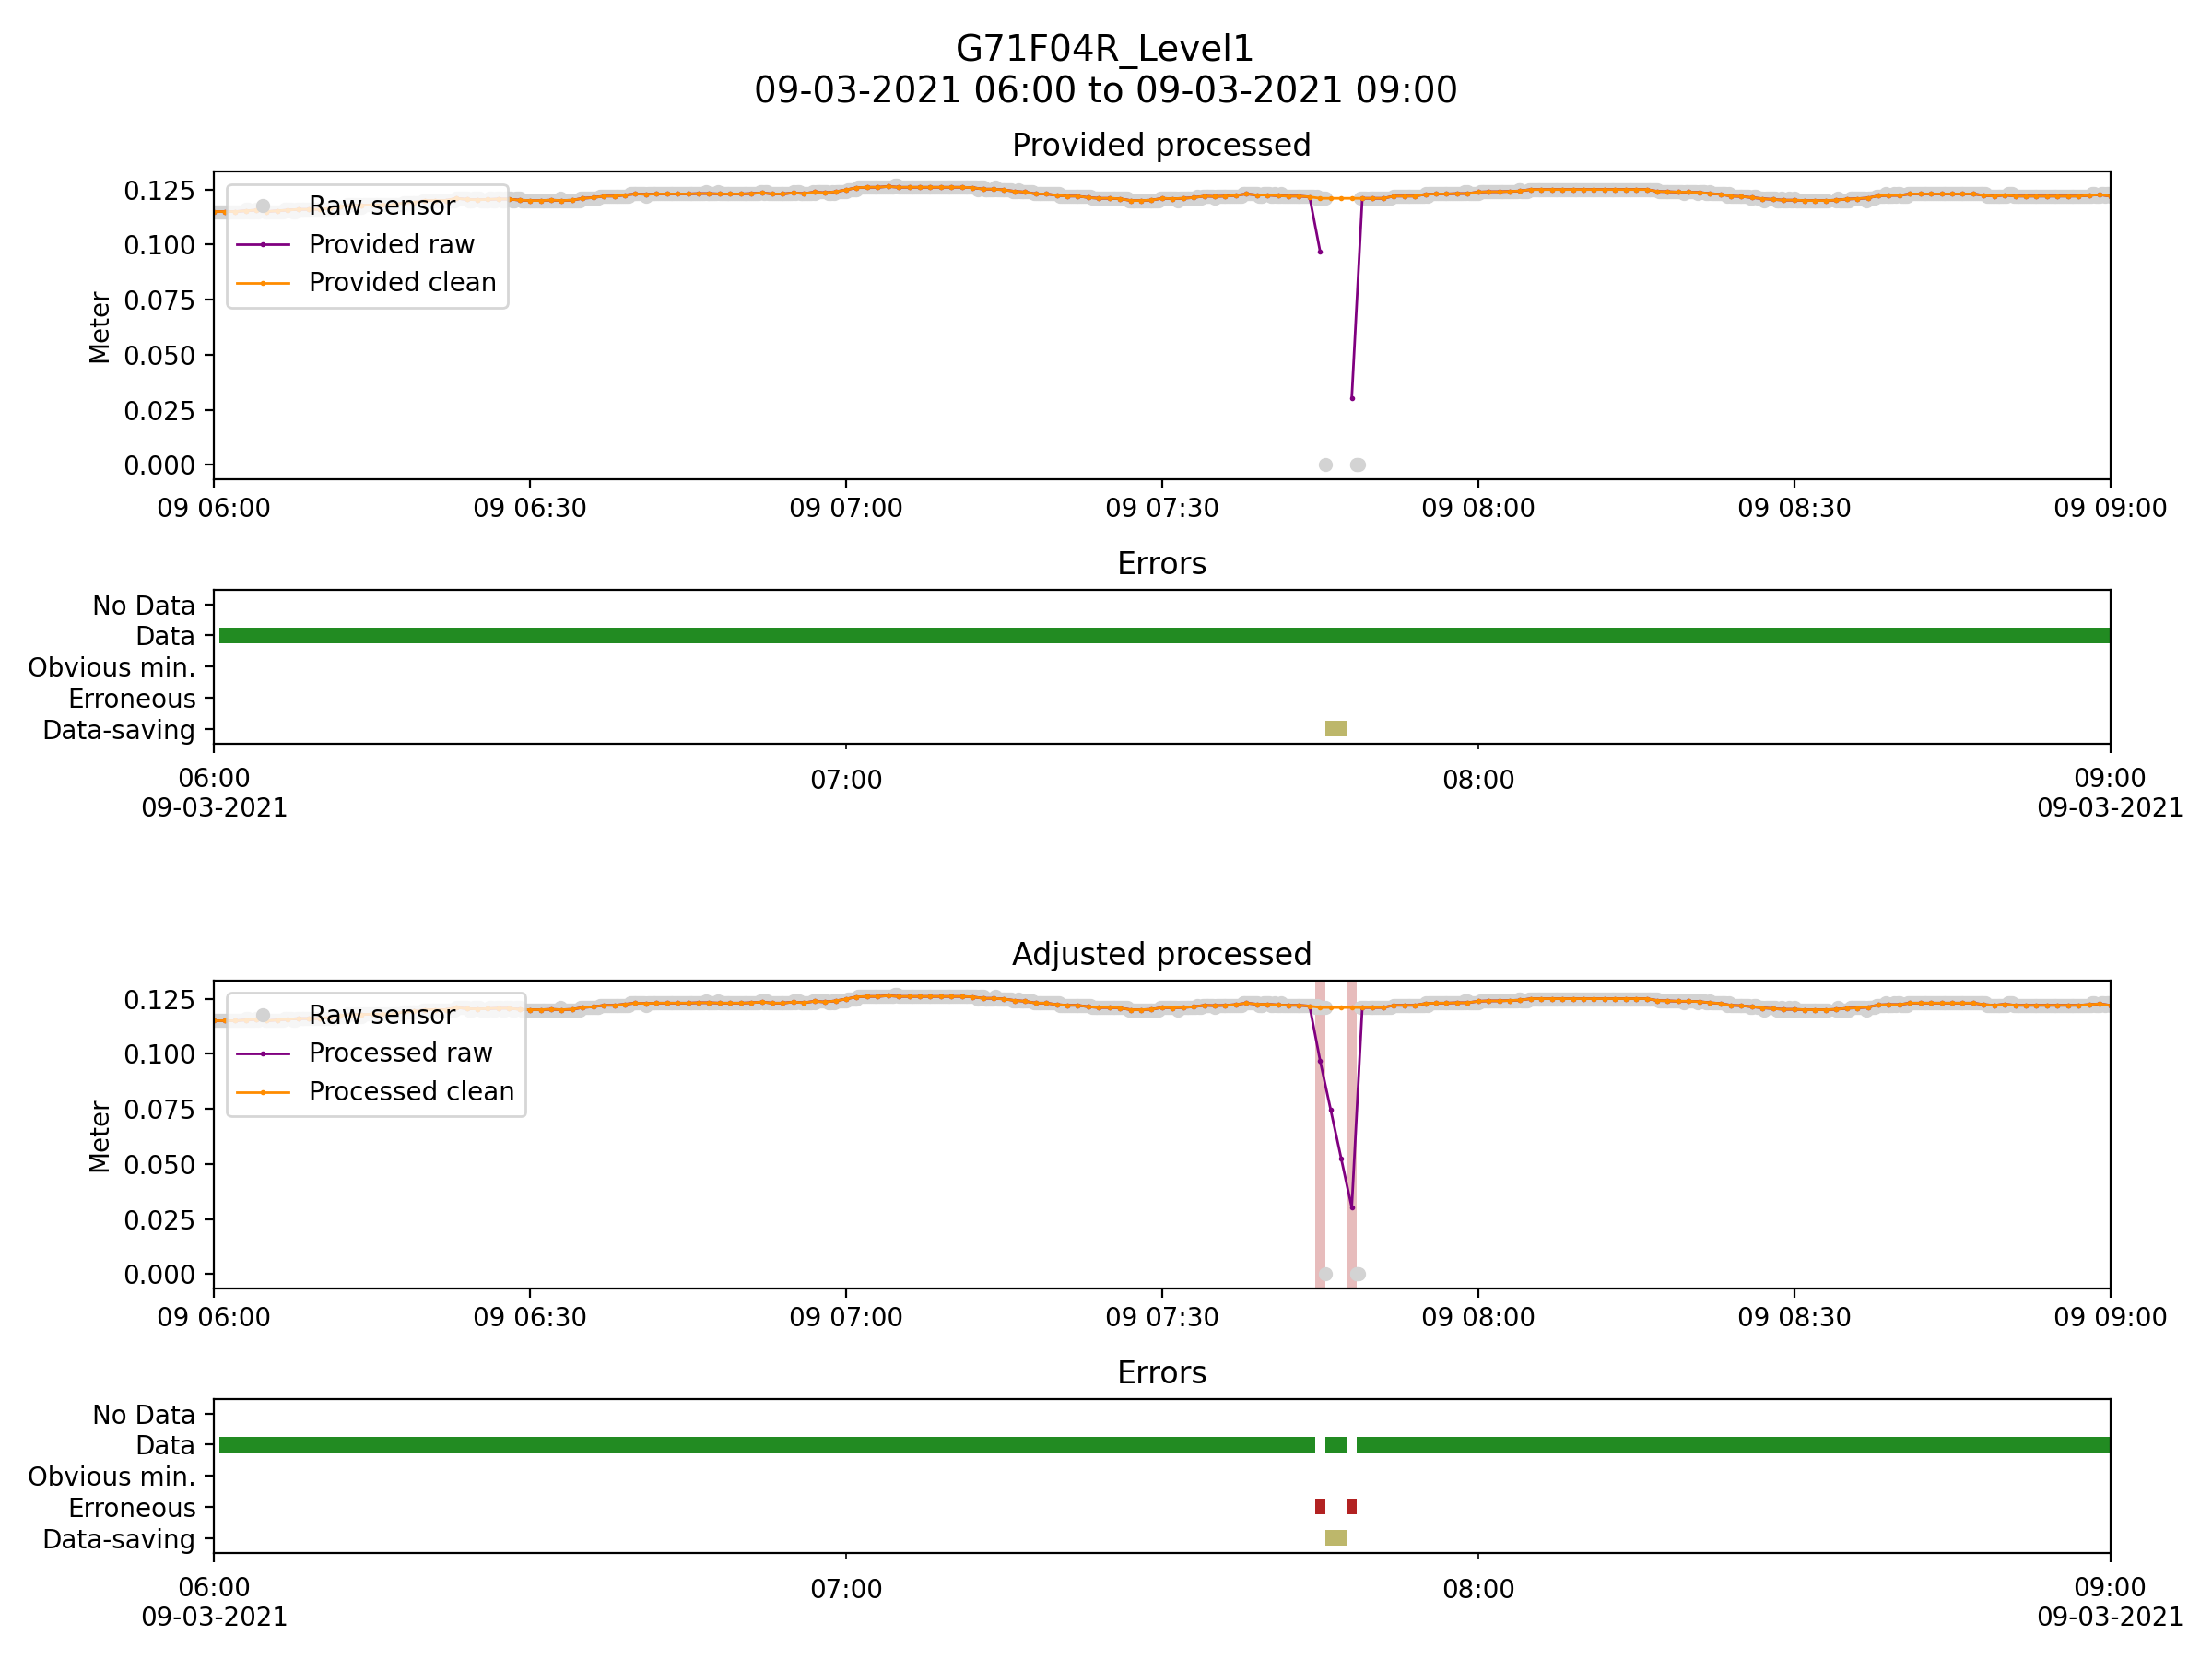 G71F04R_Level1
09-03-2021 06:00 to 09-03-2021 09:00
Provided processed
Meter
0.125
0.100
0.075
0.050
0.025
0.000
Raw sensor
Provided raw
Provided clean
09 06:00 09 06:30 09 07:00 09 07:30 09 08:00 09 08:30 09 09:00
Errors
No Data
Data
Obvious min.
Erroneous
Data-saving
06:00 07:00 08:00 09:00
09-03-2021 09-03-2021
Adjusted processed
Meter
0.125
0.100
0.075
0.050
0.025
0.000
Raw sensor
Processed raw
Processed clean
09 06:00 09 06:30 09 07:00 09 07:30 09 08:00 09 08:30 09 09:00
Errors
No Data
Data
Obvious min.
Erroneous
Data-saving
06:00 07:00 08:00 09:00
09-03-2021 09-03-2021